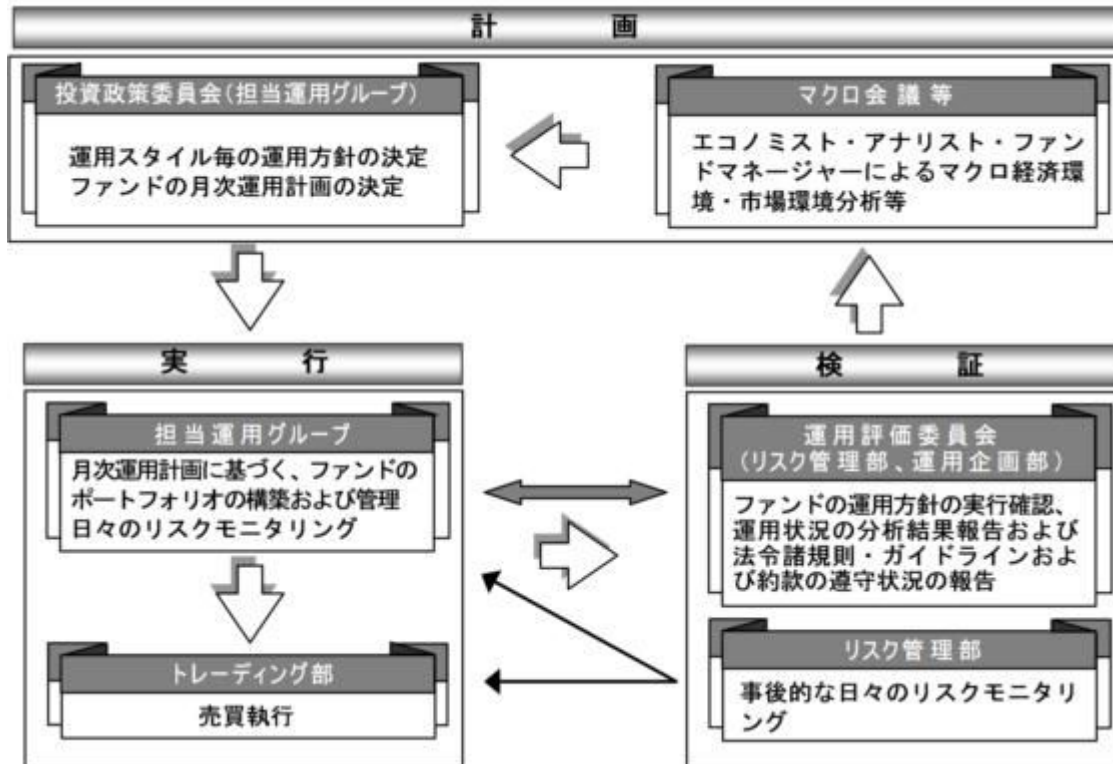 計画
投資政策委員会(担当運用グループ)
運用スタイル毎の運用方針の決定
ファンドの月次運用計画の決定
マクロ会議等
エコノミスト・アナリスト・ファン
ドマネージャーによるマクロ経済環
境・市場環境分析等
実行
担当運用グループ
月次運用計画に基づく、ファンドの
ポートフォリオの構築および管理
日々のリスクモニタリング
トレーディング部
売買執行
検証
運用評価委員会
(リスク管理部、運用企画部)
ファンドの運用方針の実行確認、
運用状況の分析結果報告および
法令諸規則・ガイドラインおよ
び約款の遵守状況の報告
リスク管理部
事後的な日々のリスクモニタリ
ング